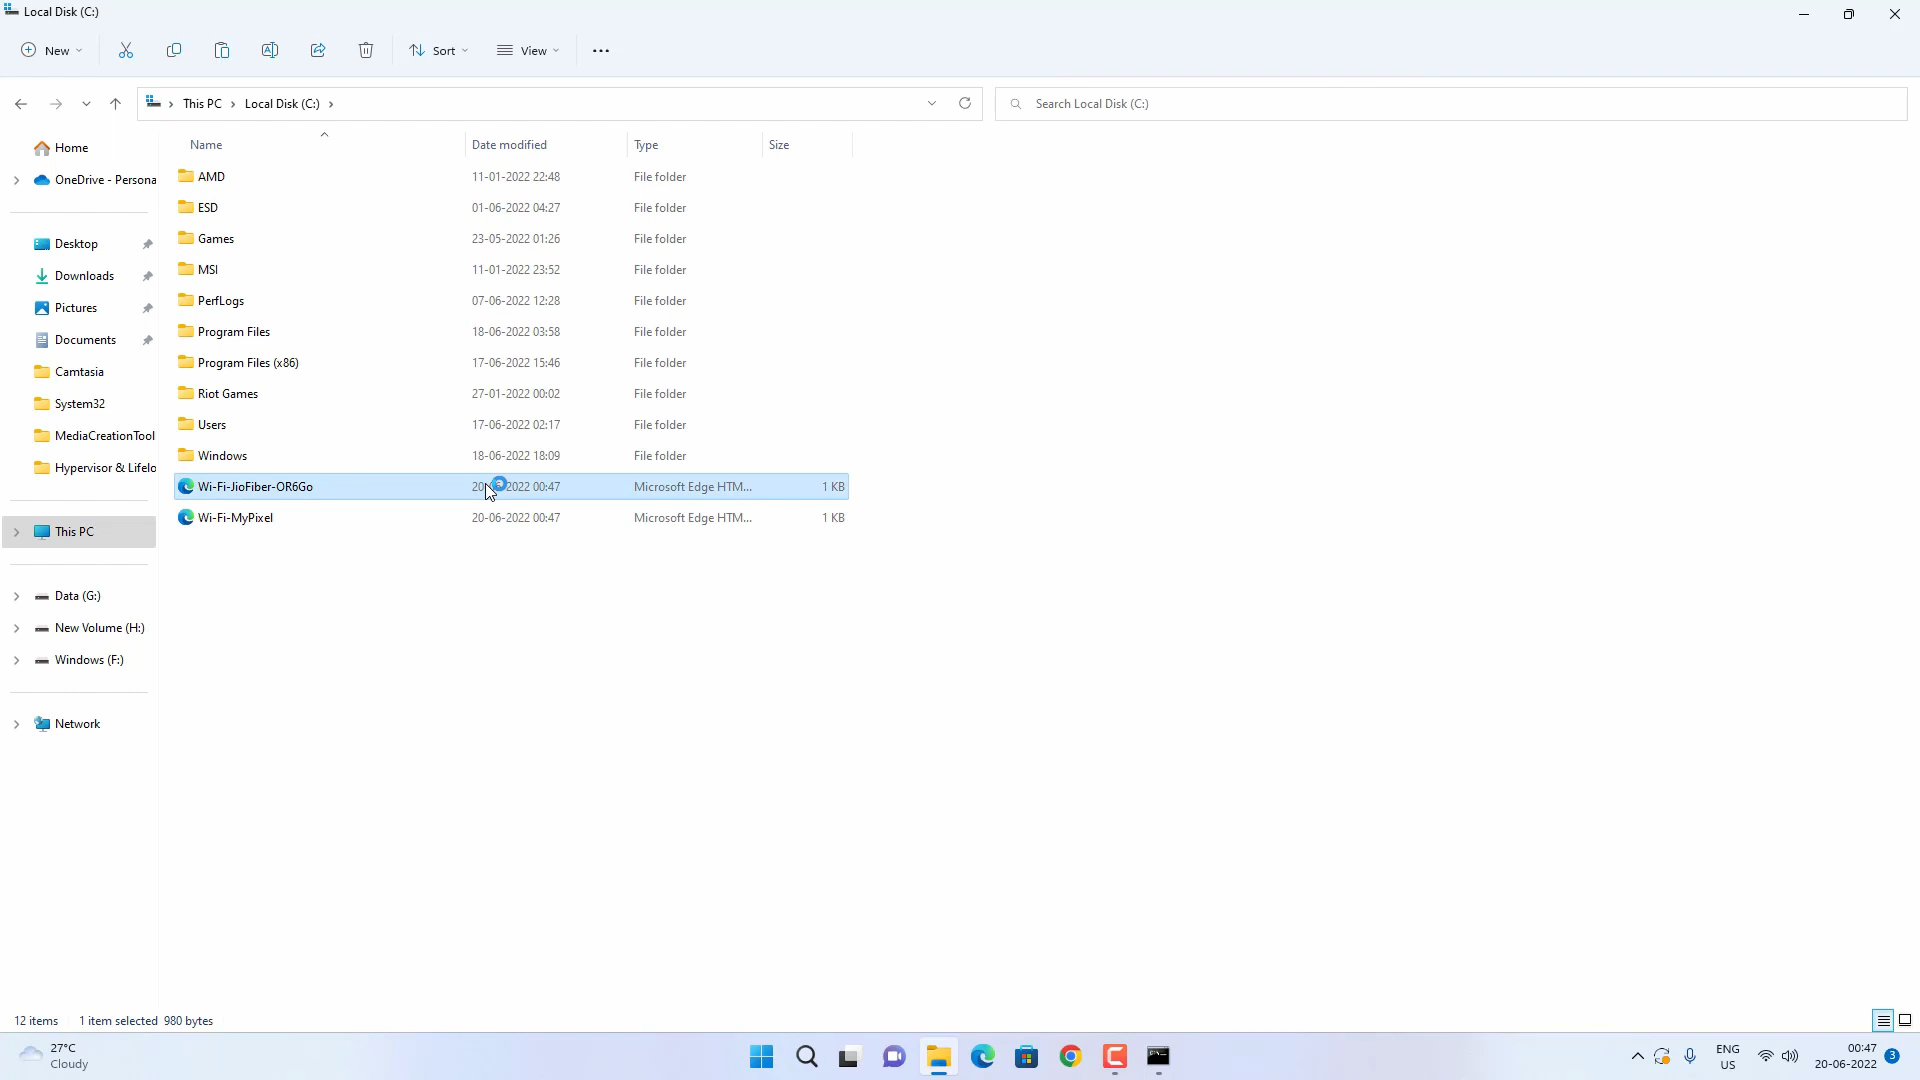 Local Disk (C:)
New
Sort
View
This PC
Local Disk (C:)
Search Local Disk (C:)
Home
OneDrive - Persona
Desktop
Downloads
Pictures
Documents
Camtasia
System32
MediaCreationTool
Hypervisor & Lifelo
This PC
Data (G:)
New Volume (H:)
Windows (F:)
Network
Name Date modified Type Size
AMD 11-01-2022 22:48 File folder
ESD 01-06-2022 04:27 File folder
Games 23-05-2022 01:26 File folder
MSI 11-01-2022 23:52 File folder
PerfLogs 07-06-2022 12:28 File folder
Program Files 18-06-2022 03:58 File folder
Program Files (x86) 17-06-2022 15:46 File folder
Riot Games 27-01-2022 00:02 File folder
Users 17-06-2022 02:17 File folder
Windows 18-06-2022 18:09 File folder
Wi-Fi-JioFiber-OR6Go 2022 00:47 Microsoft Edge HTM... 1 KB
Wi-Fi-MyPixel 20-06-2022 00:47 Microsoft Edge HTM... 1 KB
12 items 1 item selected 980 bytes
27°C
Cloudy
ENG
US
00:47
20-06-2022
3